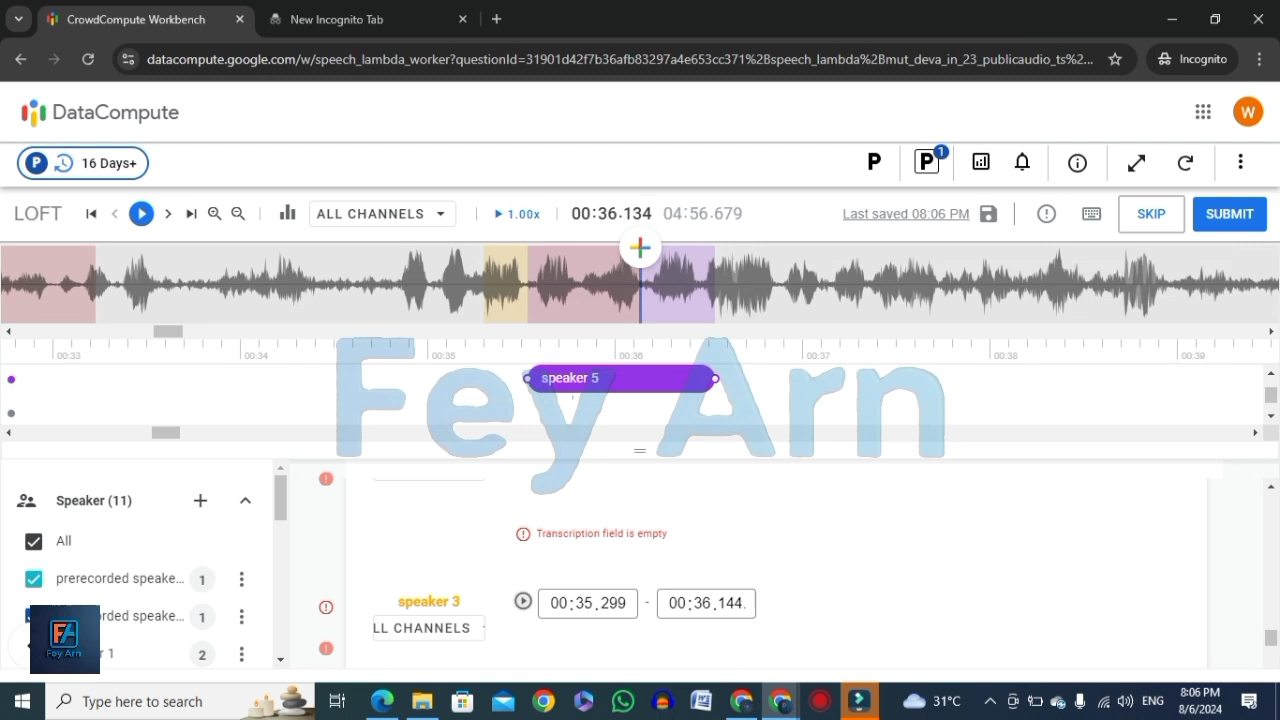 CrowdCompute Workbench
New Incognito Tab
datacompute.google.com/w/speech_lambda_worker?questionId=31901d42f7b36afb83297a4e653cc371%2Bspeech_lambda%2Bmut_deva_in_23_publicaudio_ts%2...
Incognito
DataCompute
W
P 16 Days+
P P 1
LOFT
ALL CHANNELS
1.00x
00:36.134 04:56.679
Last saved 08:06 PM
SKIP
SUBMIT
00:33 00:34 00:35 00:36 00:37 00:38 00:39
speaker 5
Fey Arn
Speaker (11)
All
prerecorded speake... 1
orded speake... 1
1 2
Transcription field is empty
speaker 3
00:35.299 - 00:36.144
LL CHANNELS
FA
Fey Arn
Type here to search
31°C
ENG
8:06 PM
8/6/2024